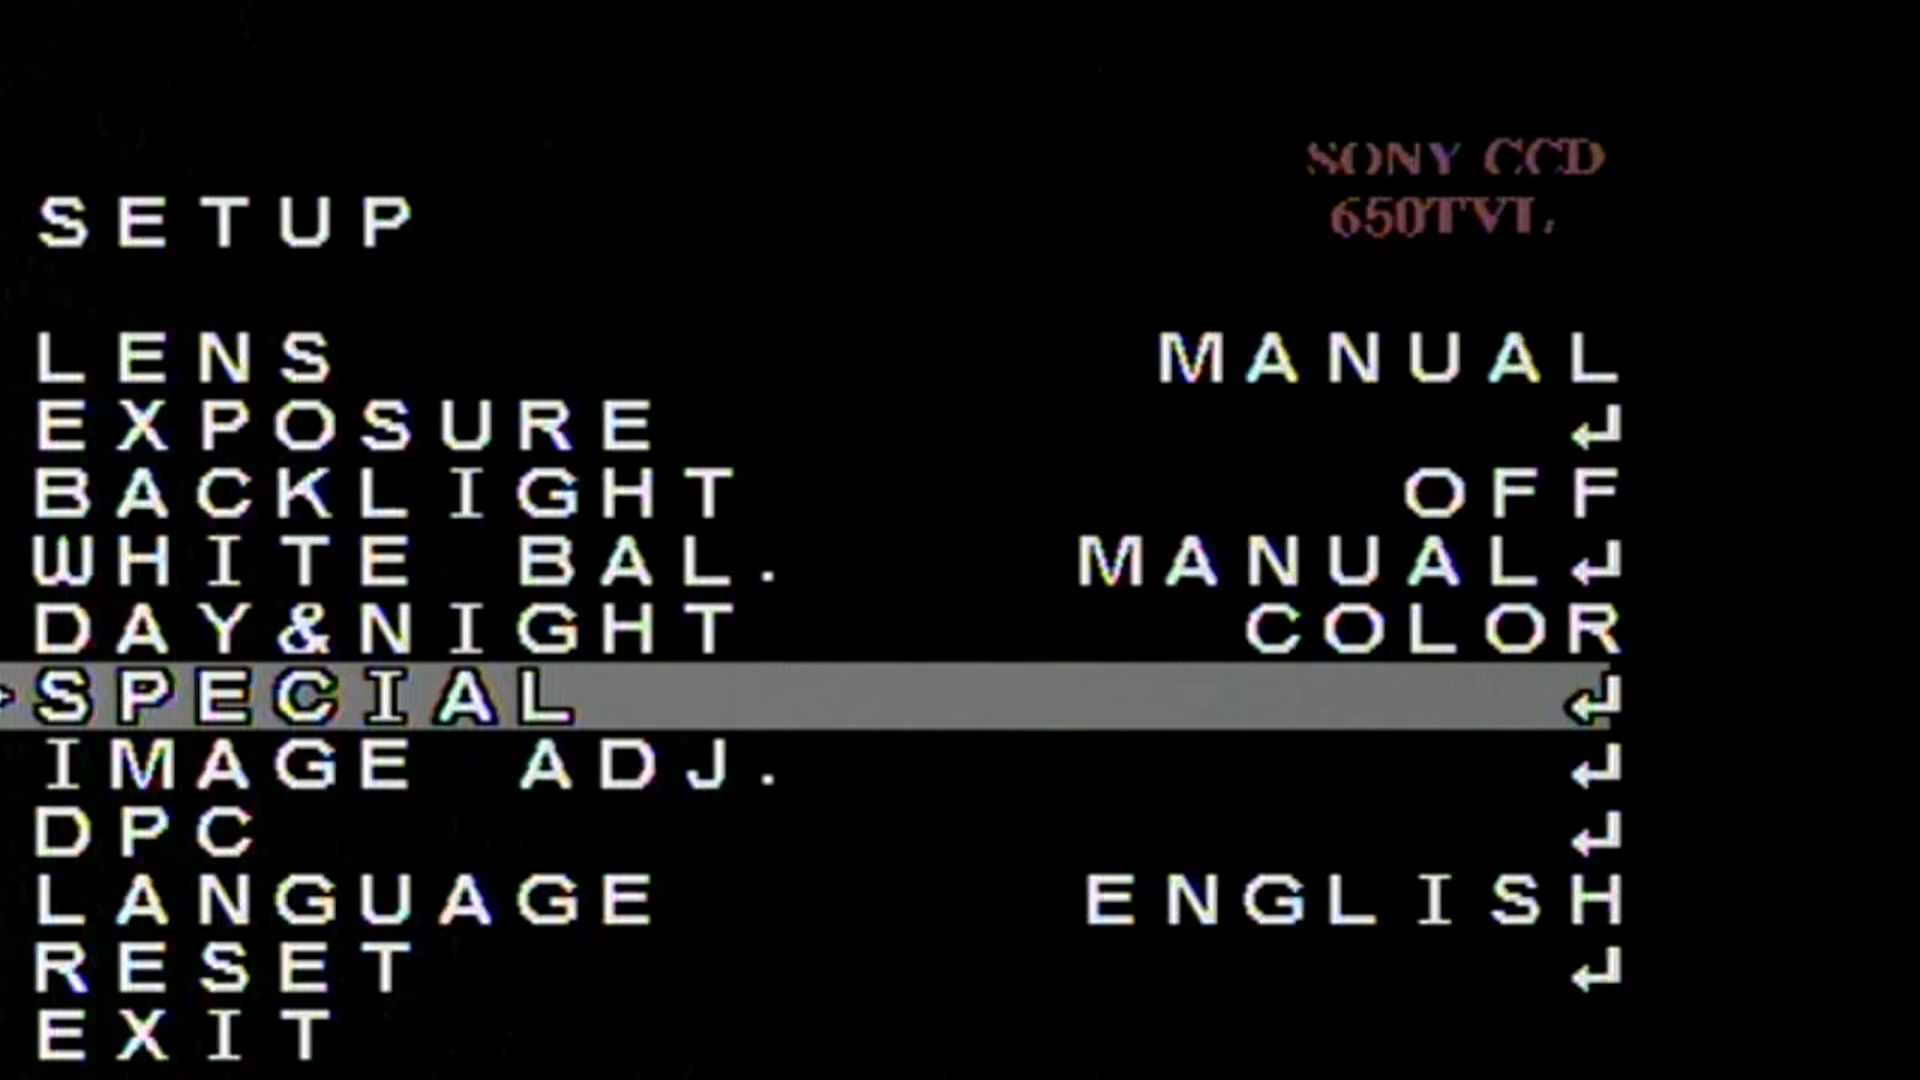 SONY CCD
650TVL
SETUP
LENS MANUAL
EXPOSURE ↵
BACKLIGHT OFF
WHITE BAL. MANUAL↵
DAY&NIGHT COLOR
SPECIAL ↵
IMAGE ADJ. ↵
DPC ↵
LANGUAGE ENGLISH
RESET ↵
EXIT